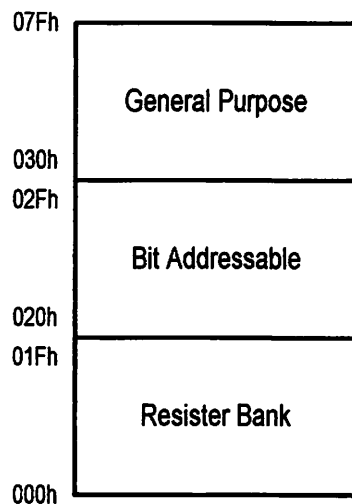 07Fh
General Purpose
030h
02Fh
Bit Addressable
020h
01Fh
Resister Bank
000h